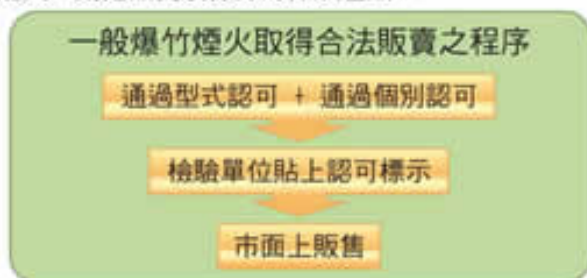 一般爆竹煙火取得合法販賣之程序
通過型式認可 + 通過個別認可
檢驗單位貼上認可標示
市面上販售